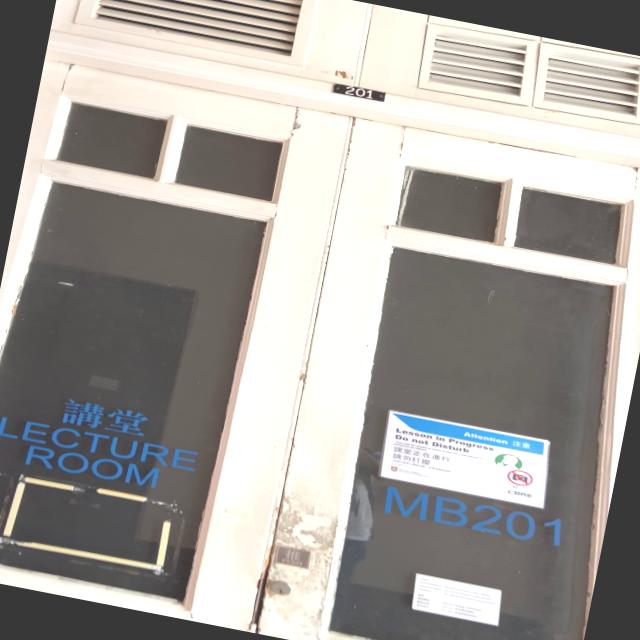 201
講堂
LECTURE
ROOM
Attention 注意
Lesson in Progress
Do not Disturb
課堂正在進行
請勿打擾
MB201